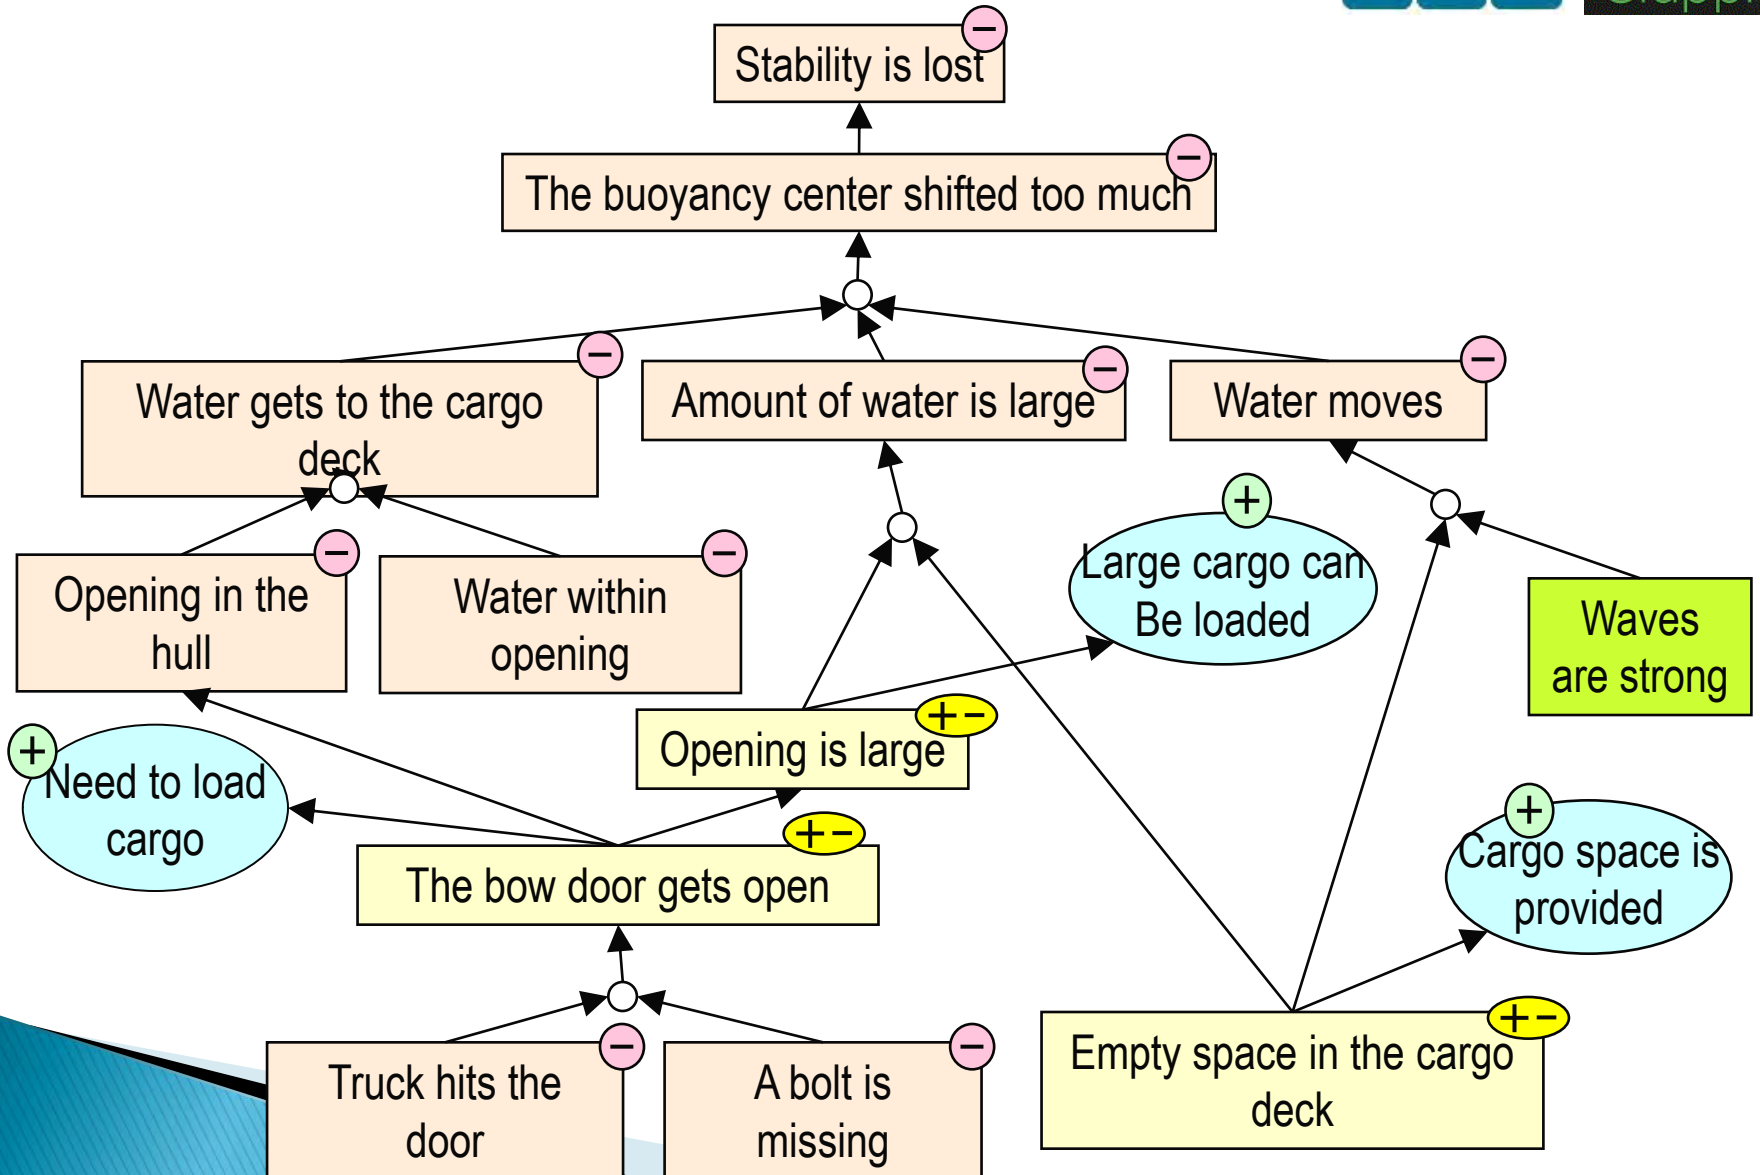 Stability is lost
The buoyancy center shifted too much
Water gets to the cargo
deck
Amount of water is large
Water moves
Opening in the
hull
Water within
opening
Large cargo can
Be loaded
Waves
are strong
Opening is large
Need to load
cargo
The bow door gets open
Cargo space is
provided
Truck hits the
door
A bolt is
missing
Empty space in the cargo
deck